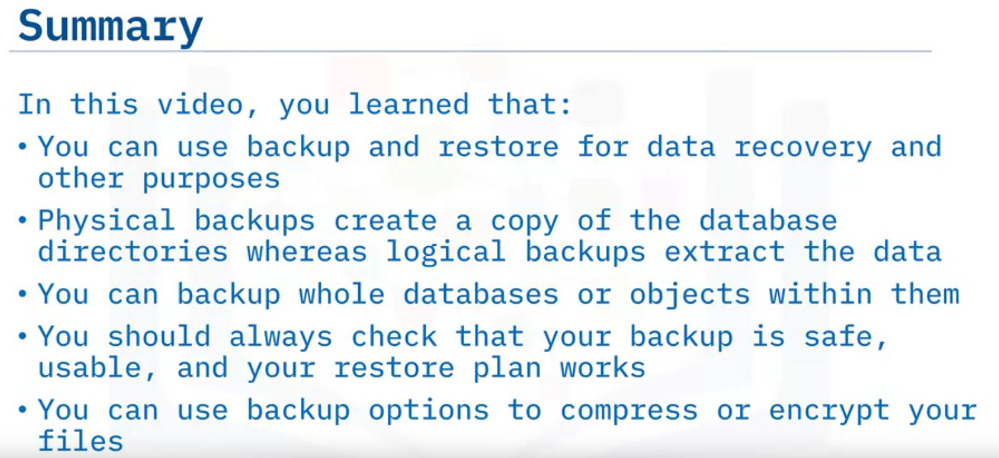 Summary
In this video, you learned that:
• You can use backup and restore for data recovery and
other purposes
• Physical backups create a copy of the database
directories whereas logical backups extract the data
• You can backup whole databases or objects within them
• You should always check that your backup is safe,
usable, and your restore plan works
• You can use backup options to compress or encrypt your
files